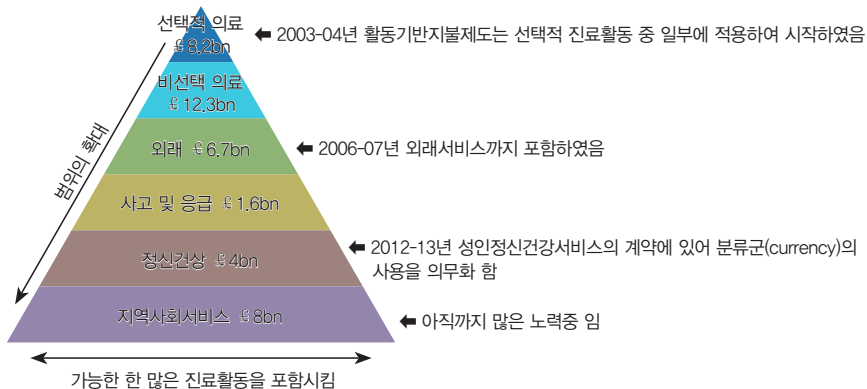 선택적 의료
￡8.2bn
2003-04년 활동기반지불제도는 선택적 진료활동 중 일부에 적용하여 시작하였음
비선택 의료
￡12.3bn
외래 ￡6.7bn
2006-07년 외래서비스까지 포함하였음
범위의 확대
사고 및 응급 ￡1.6bn
정신건상 ￡4bn
2012-13년 성인정신건강서비스의 계약에 있어 분류군(currency)의
사용을 의무화 함
지역사회서비스 ￡8bn
아직까지 많은 노력중 임
가능한 한 많은 진료활동을 포함시킴